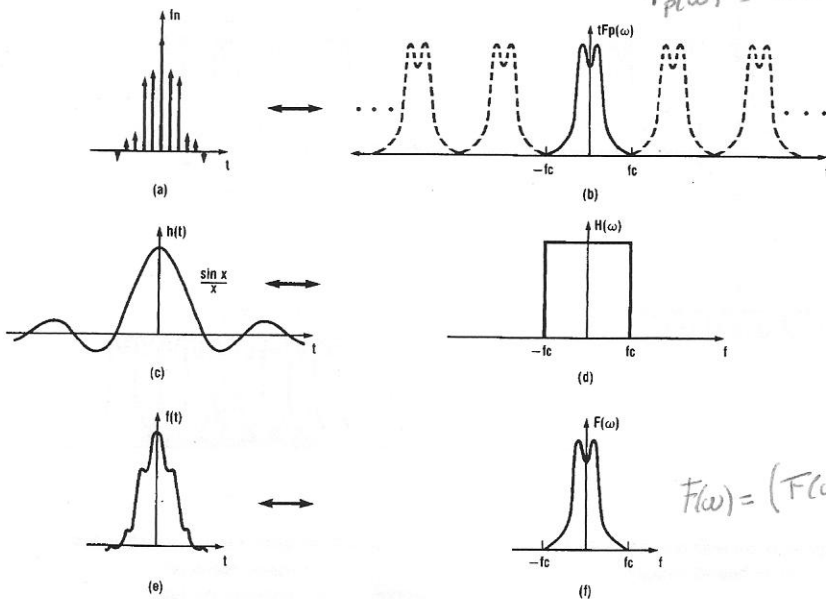 p(ω) =
fn
t
(a)
tFp(ω)
. . .
. . .
−fc
fc
(b)
h(t)
sin x
x
t
(c)
H(ω)
−fc
fc
f
(d)
f(t)
t
(e)
F(ω)
−fc
fc
f
(f)
F(ω) = (F(ω